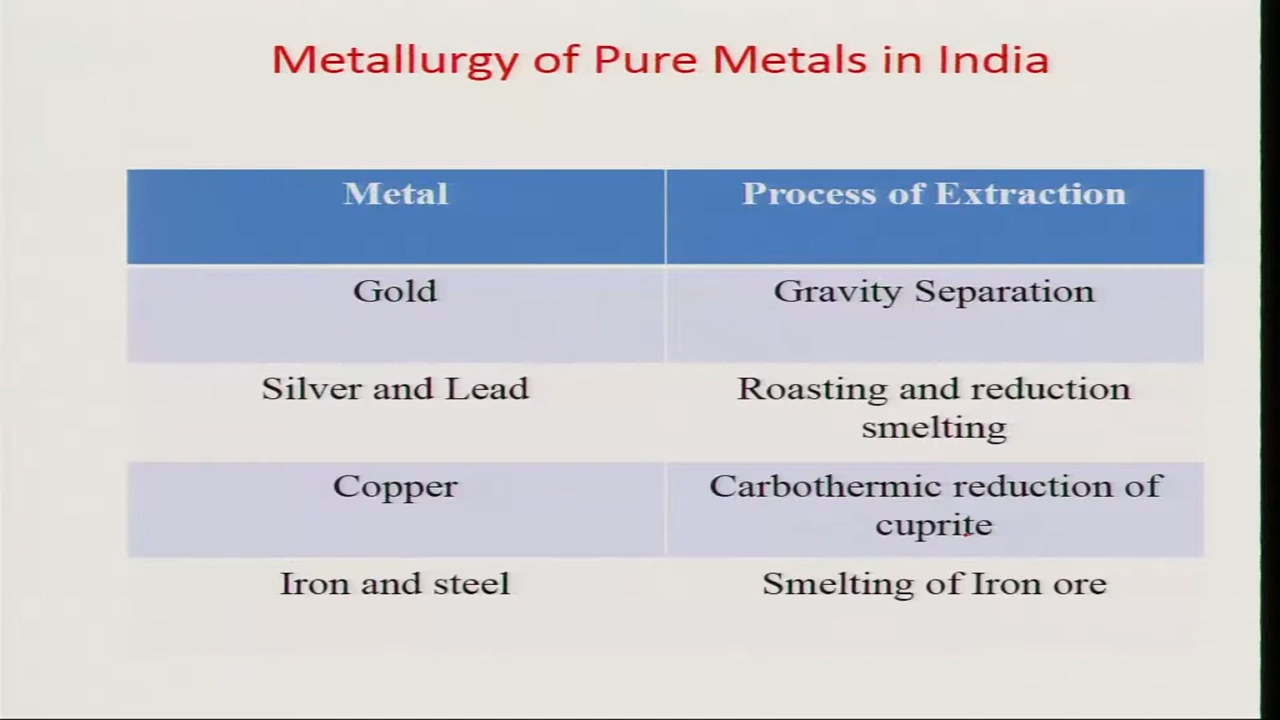 Metallurgy of Pure Metals in India
Metal
Process of Extraction
Gold
Gravity Separation
Silver and Lead
Roasting and reduction
smelting
Copper
Carbothermic reduction of
cuprite
Iron and steel
Smelting of Iron ore